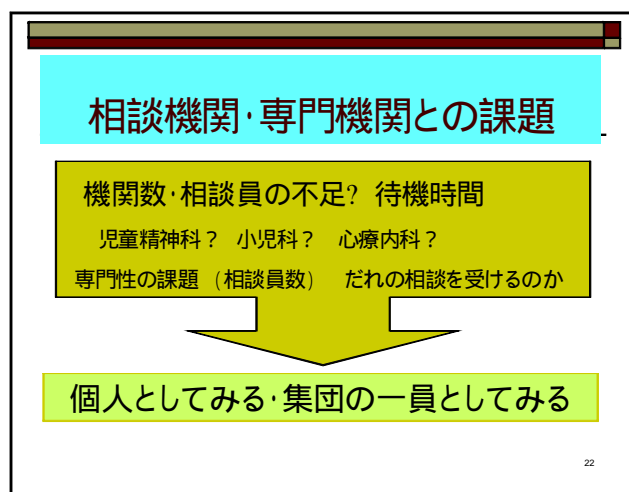 相談機関・専門機関との課題
機関数・相談員の不足? 待機時間
児童精神科？ 小児科？ 心療内科？
専門性の課題 (相談員数) だれの相談を受けるのか
個人としてみる・集団の一員としてみる
22